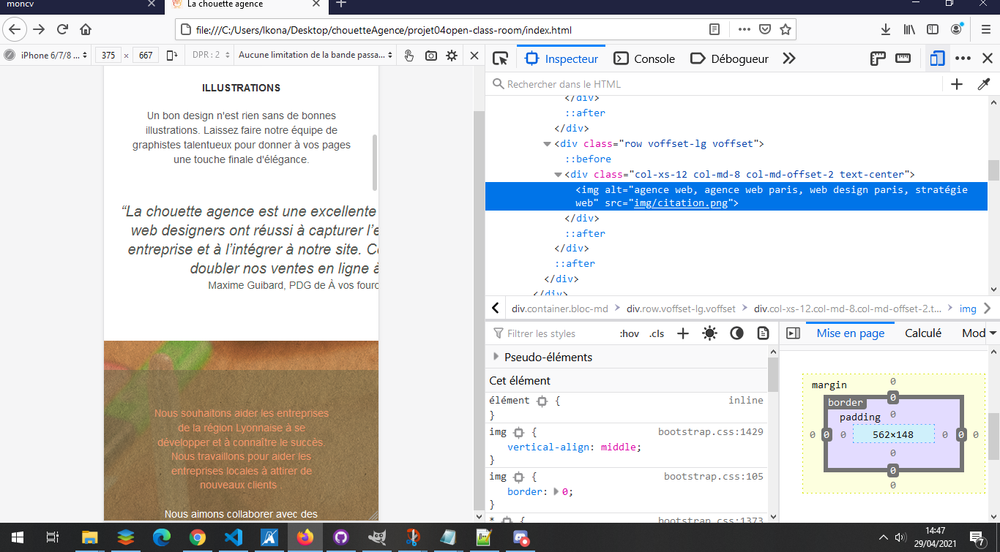 moncv
La chouette agence
file:///C:/Users/lkona/Desktop/chouetteAgence/projet04open-class-room/index.html
iPhone 6/7/8 ...
375 × 667
DPR : 2
Aucune limitation de la bande passa...
Inspecteur
Console
Débogueur
Rechercher dans le HTML
</div>
::after
</div>
<div class="row voffset-lg voffset">
::before
<div class="col-xs-12 col-md-8 col-md-offset-2 text-center">
<img alt="agence web, agence web paris, web design paris, stratégie
web" src="img/citation.png">
</div>
::after
</div>
::after
</div>
</div>
div.container.bloc-md
div.row.voffset-lg.voffset
div.col-xs-12.col-md-8.col-md-offset-2.t...
img
Filtrer les styles
:hov
.cls
Mise en page
Calculé
Mod
Pseudo-éléments
Cet élément
élément {
inline
}
img {
bootstrap.css:1429
vertical-align: middle;
}
img {
bootstrap.css:105
border: 0;
}
* {
bootstrap.css:1373
margin
0
border
0
padding
0
0 0 0
562×148
0 0 0
0
0
0
ILLUSTRATIONS
Un bon design n'est rien sans de bonnes
illustrations. Laissez faire notre équipe de
graphistes talentueux pour donner à vos pages
une touche finale d'élégance.
“La chouette agence est une excellente
web designers ont réussi à capturer l’e
entreprise et à l’intégrer à notre site. Ce
doubler nos ventes en ligne à
Maxime Guibard, PDG de À vos fourc
Nous souhaitons aider les entreprises
de la région Lyonnaise à se
développer et à connaître le succès.
Nous travaillons pour aider les
entreprises locales à attirer de
nouveaux clients .
Nous aimons collaborer avec des
14:47
29/04/2021
7